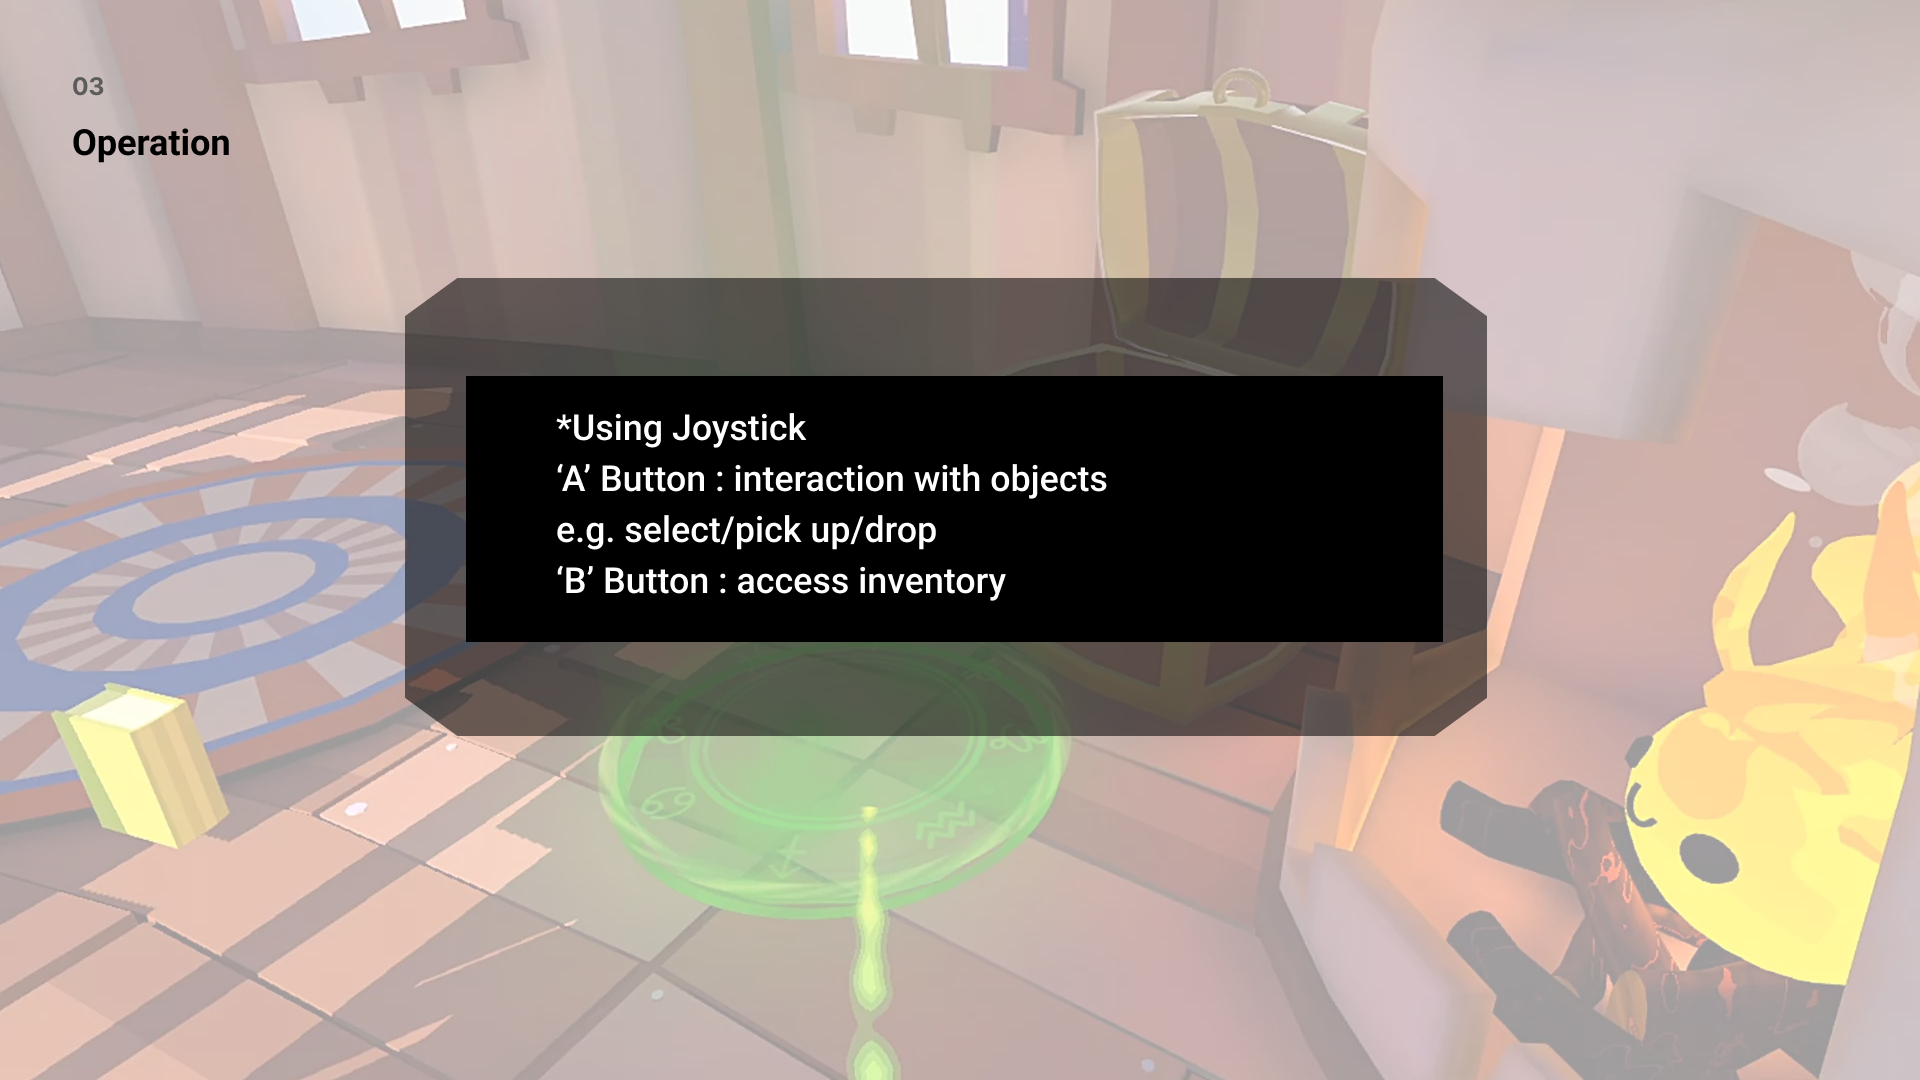 03
Operation
*Using Joystick
‘A’ Button : interaction with objects
e.g. select/pick up/drop
‘B’ Button : access inventory